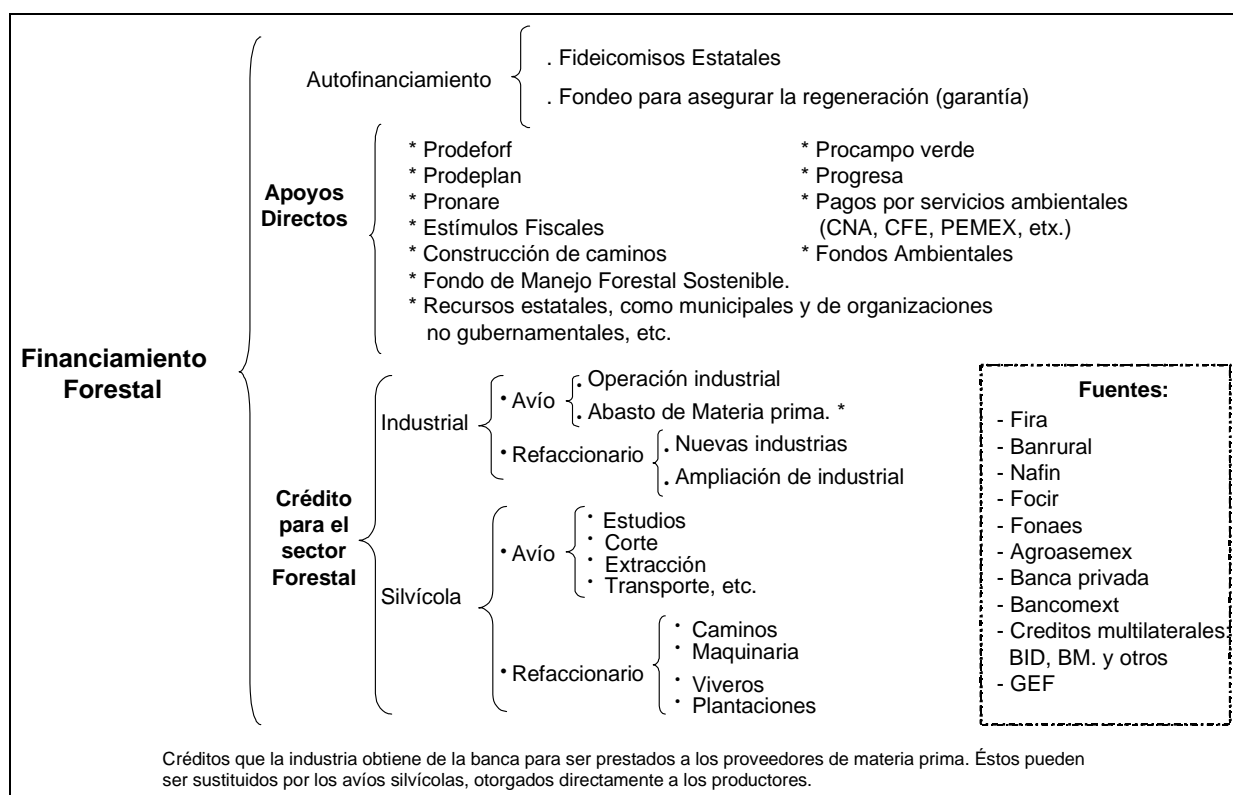 Financiamiento
Forestal
Autofinanciamiento
. Fideicomisos Estatales
. Fondeo para asegurar la regeneración (garantía)
Apoyos
Directos
* Prodeforf
* Prodeplan
* Pronare
* Estímulos Fiscales
* Construcción de caminos
* Fondo de Manejo Forestal Sostenible.
* Recursos estatales, como municipales y de organizaciones
no gubernamentales, etc.
* Procampo verde
* Progresa
* Pagos por servicios ambientales
(CNA, CFE, PEMEX, etx.)
* Fondos Ambientales
Crédito
para el
sector
Forestal
Industrial
· Avío
. Operación industrial
. Abasto de Materia prima. *
· Refaccionario
. Nuevas industrias
. Ampliación de industrial
Silvícola
· Avío
· Estudios
· Corte
· Extracción
· Transporte, etc.
· Refaccionario
· Caminos
· Maquinaria
· Viveros
· Plantaciones
Fuentes:
- Fira
- Banrural
- Nafin
- Focir
- Fonaes
- Agroasemex
- Banca privada
- Bancomext
- Creditos multilaterales:
BID, BM. y otros
- GEF
Créditos que la industria obtiene de la banca para ser prestados a los proveedores de materia prima. Éstos pueden
ser sustituidos por los avíos silvícolas, otorgados directamente a los productores.